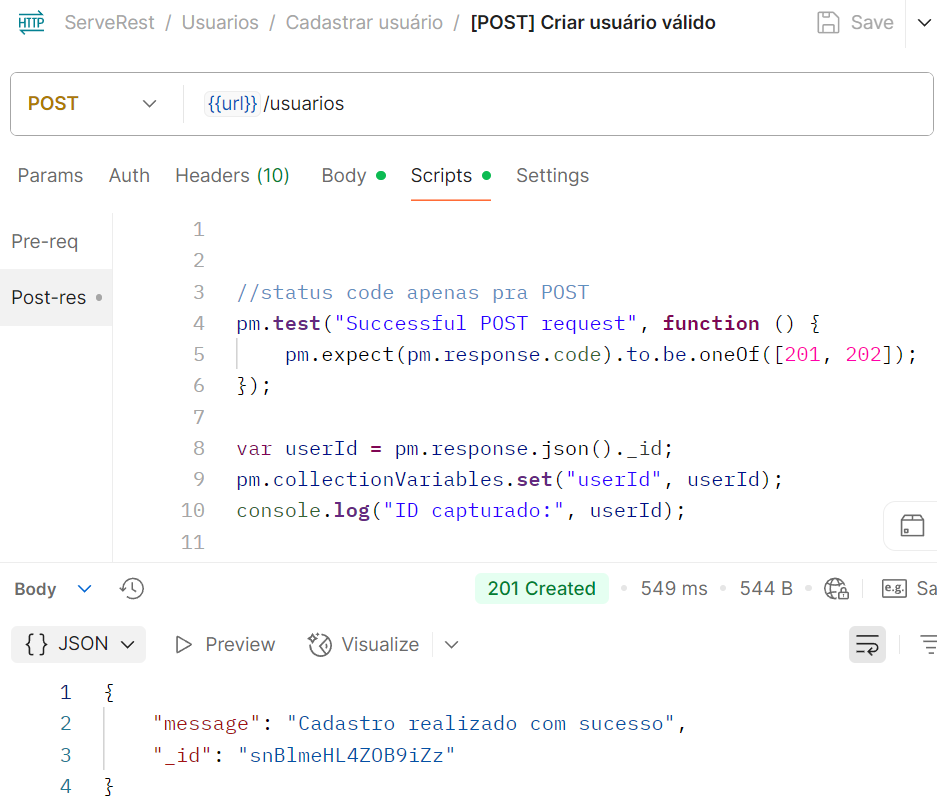 HTTP ServeRest / Usuarios / Cadastrar usuário / [POST] Criar usuário válido Save
POST {{url}} /usuarios
Params Auth Headers (10) Body Scripts Settings
Pre-req
Post-res
1
2
3 //status code apenas pra POST
4 pm.test("Successful POST request", function () {
5 pm.expect(pm.response.code).to.be.oneOf([201, 202]);
6 });
7
8 var userId = pm.response.json()._id;
9 pm.collectionVariables.set("userId", userId);
10 console.log("ID capturado:", userId);
11
Body 201 Created 549 ms 544 B e.g. Sa
{} JSON Preview Visualize
1 {
2 "message": "Cadastro realizado com sucesso",
3 "_id": "snBlmeHL4ZOB9iZz"
4 }